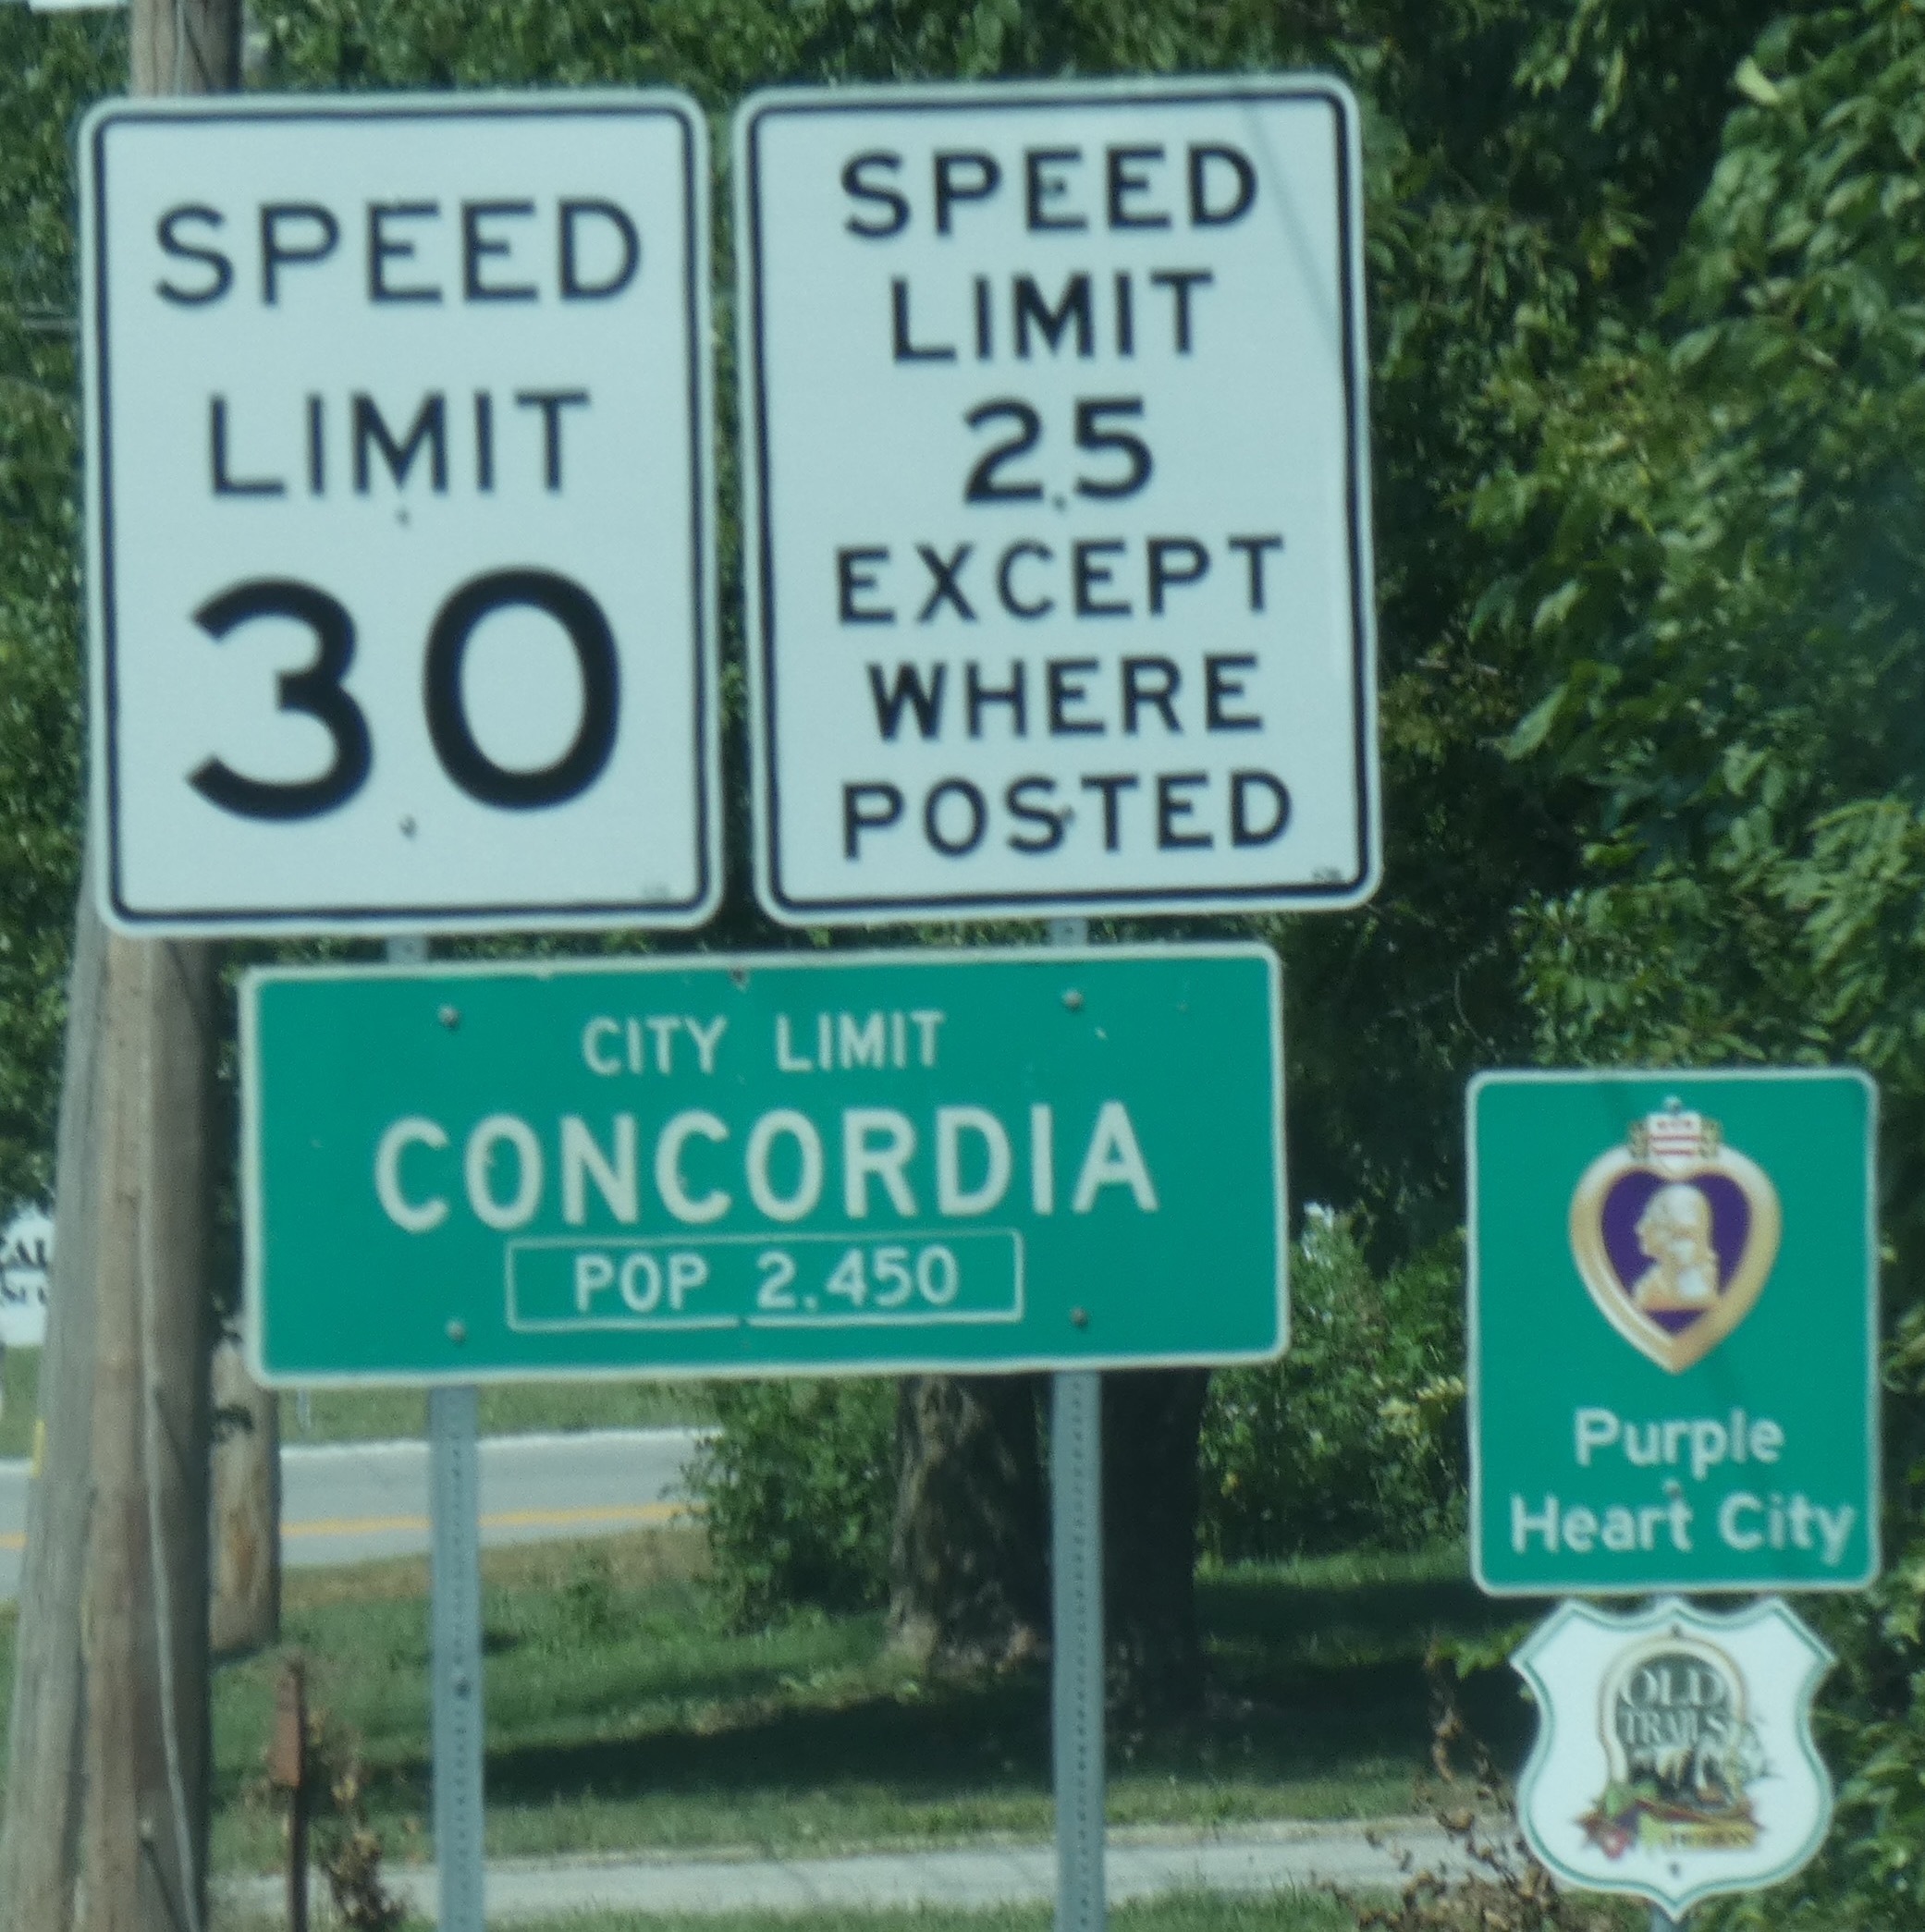 SPEED
LIMIT
30
SPEED
LIMIT
25
EXCEPT
WHERE
POSTED
CITY LIMIT
CONCORDIA
POP 2,450
Purple
Heart City
OLD
TRAILS